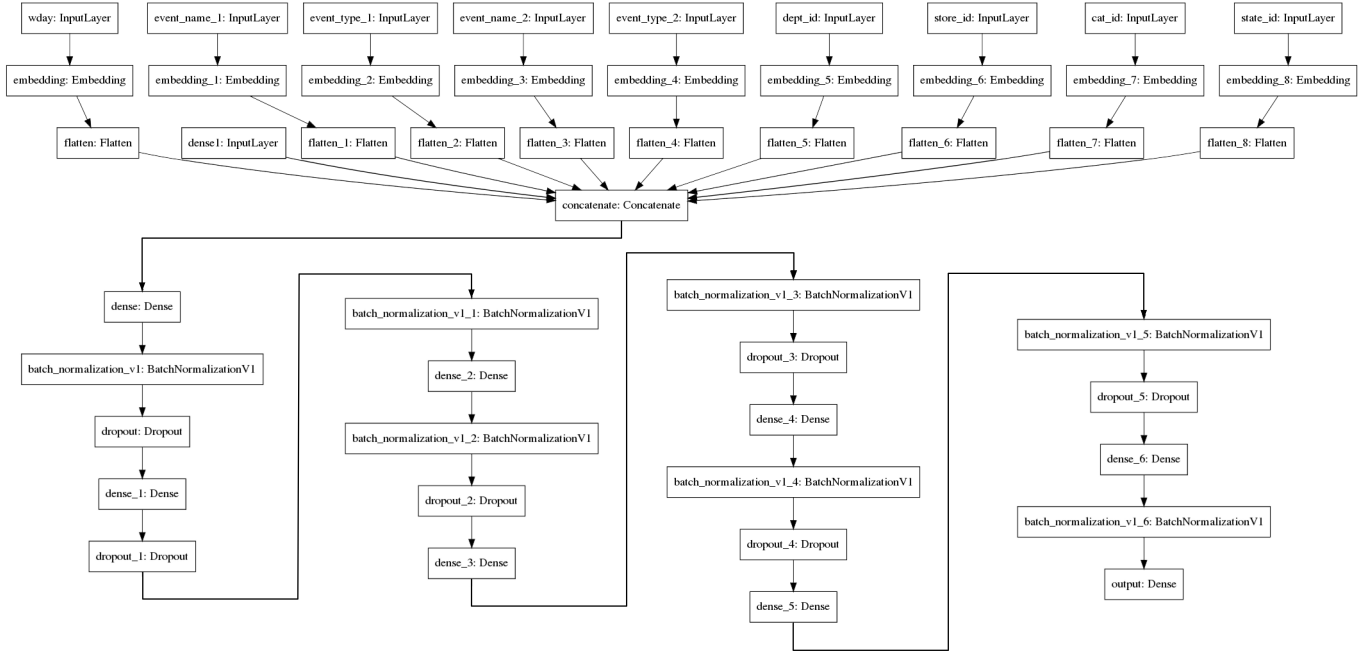 wday: InputLayer
event_name_1: InputLayer
event_type_1: InputLayer
event_name_2: InputLayer
event_type_2: InputLayer
dept_id: InputLayer
store_id: InputLayer
cat_id: InputLayer
state_id: InputLayer
embedding: Embedding
embedding_1: Embedding
embedding_2: Embedding
embedding_3: Embedding
embedding_4: Embedding
embedding_5: Embedding
embedding_6: Embedding
embedding_7: Embedding
embedding_8: Embedding
flatten: Flatten
dense1: InputLayer
flatten_1: Flatten
flatten_2: Flatten
flatten_3: Flatten
flatten_4: Flatten
flatten_5: Flatten
flatten_6: Flatten
flatten_7: Flatten
flatten_8: Flatten
concatenate: Concatenate
dense: Dense
batch_normalization_v1: BatchNormalizationV1
dropout: Dropout
dense_1: Dense
dropout_1: Dropout
batch_normalization_v1_1: BatchNormalizationV1
dense_2: Dense
batch_normalization_v1_2: BatchNormalizationV1
dropout_2: Dropout
dense_3: Dense
batch_normalization_v1_3: BatchNormalizationV1
dropout_3: Dropout
dense_4: Dense
batch_normalization_v1_4: BatchNormalizationV1
dropout_4: Dropout
dense_5: Dense
batch_normalization_v1_5: BatchNormalizationV1
dropout_5: Dropout
dense_6: Dense
batch_normalization_v1_6: BatchNormalizationV1
output: Dense